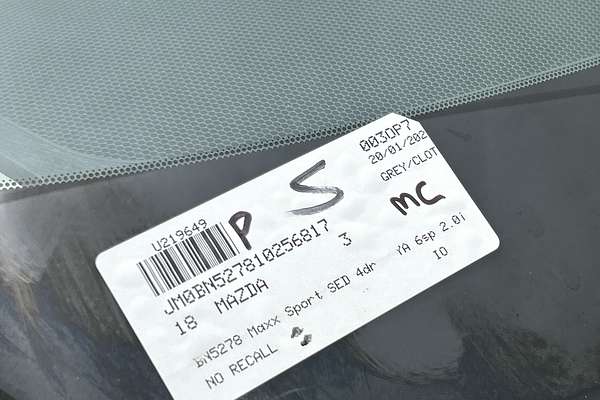 U219649
P
S
003OP7
20/01/202
GREY/CLOT
MC
JM0BN527810256817
18 MAZDA 3
BN5278 Maxx Sport SED 4dr YA 6sp 2.0i
NO RECALL
IO